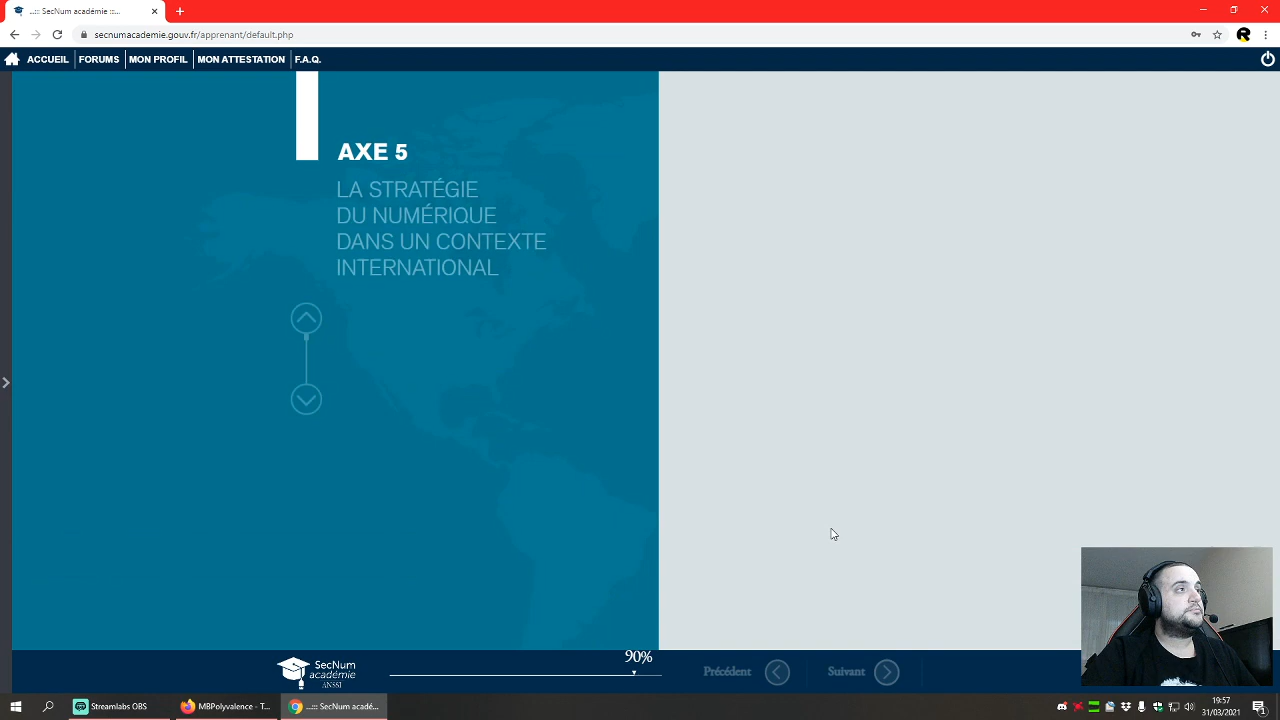 ..:: SecNum académie ::...
secnumacademie.gouv.fr/apprenant/default.php
ACCUEIL
FORUMS
MON PROFIL
MON ATTESTATION
F.A.Q.
AXE 5
LA STRATÉGIE
DU NUMÉRIQUE
DANS UN CONTEXTE
INTERNATIONAL
SecNum
académie
ANSSI
90%
Précédent
Suivant
Streamlabs OBS
MBPolyvalence - T...
..:: SecNum acadé...
19:57
31/03/2021